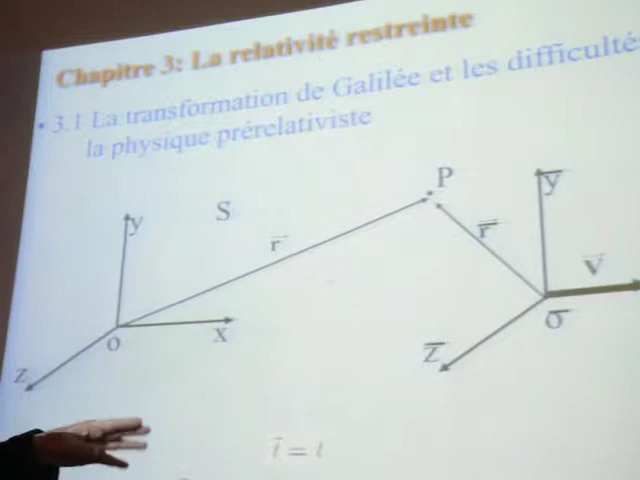 Chapitre 3: La relativité restreinte
• 3.1 La transformation de Galilée et les difficultés
la physique prérelativiste
P
y S y̅
r⃗ r̅⃗
v⃗
o x o̅
z z̅
t̅ = t